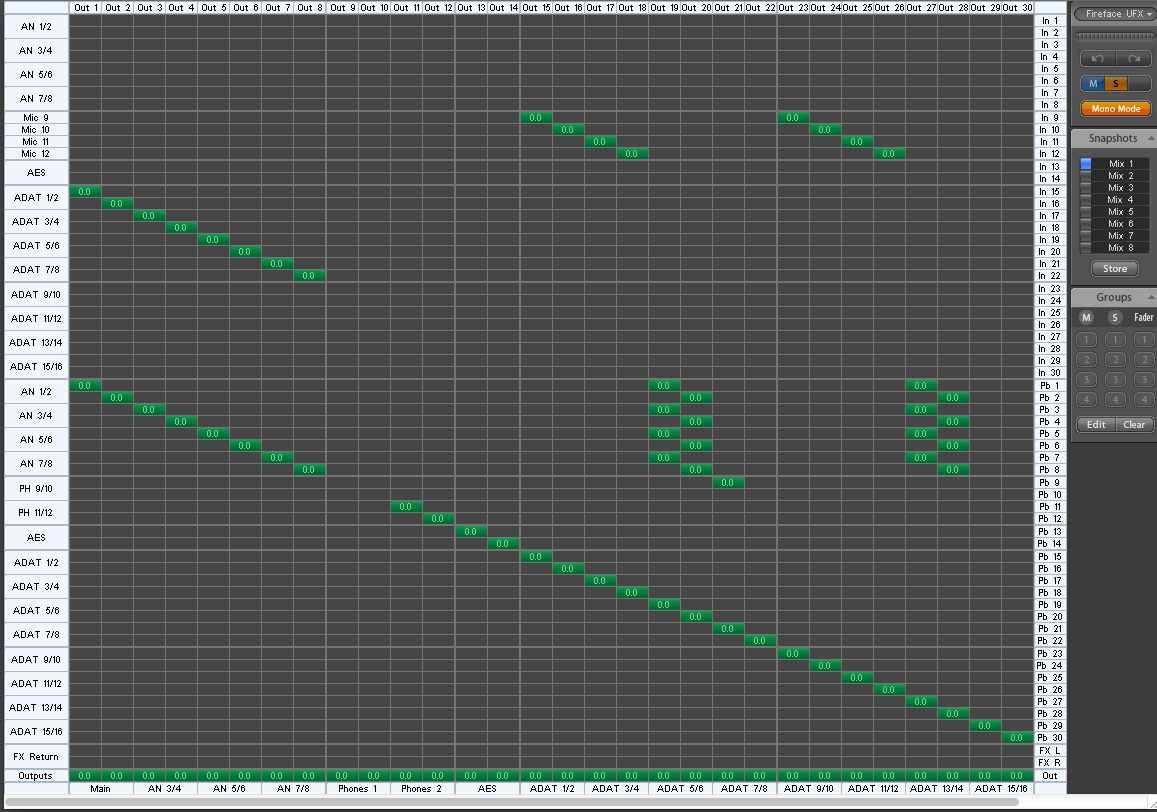 Out 1 Out 2 Out 3 Out 4 Out 5 Out 6 Out 7 Out 8 Out 9 Out 10 Out 11 Out 12 Out 13 Out 14 Out 15 Out 16 Out 17 Out 18 Out 19 Out 20 Out 21 Out 22 Out 23 Out 24 Out 25 Out 26 Out 27 Out 28 Out 29 Out 30
AN 1/2 In 1
In 2
AN 3/4 In 3
In 4
AN 5/6 In 5
In 6
AN 7/8 In 7
In 8
Mic 9 0.0 0.0 In 9
Mic 10 0.0 0.0 In 10
Mic 11 0.0 0.0 In 11
Mic 12 0.0 0.0 In 12
AES In 13
In 14
ADAT 1/2 0.0 In 15
0.0 In 16
ADAT 3/4 0.0 In 17
0.0 In 18
ADAT 5/6 0.0 In 19
0.0 In 20
ADAT 7/8 0.0 In 21
0.0 In 22
ADAT 9/10 In 23
In 24
ADAT 11/12 In 25
In 26
ADAT 13/14 In 27
In 28
ADAT 15/16 In 29
In 30
AN 1/2 0.0 0.0 0.0 Pb 1
0.0 0.0 0.0 Pb 2
AN 3/4 0.0 0.0 0.0 Pb 3
0.0 0.0 0.0 Pb 4
AN 5/6 0.0 0.0 0.0 Pb 5
0.0 0.0 0.0 Pb 6
AN 7/8 0.0 0.0 0.0 Pb 7
0.0 0.0 0.0 Pb 8
PH 9/10 0.0 Pb 9
Pb 10
PH 11/12 0.0 Pb 11
0.0 Pb 12
AES 0.0 Pb 13
0.0 Pb 14
ADAT 1/2 0.0 Pb 15
0.0 Pb 16
ADAT 3/4 0.0 Pb 17
0.0 Pb 18
ADAT 5/6 0.0 Pb 19
0.0 Pb 20
ADAT 7/8 0.0 Pb 21
0.0 Pb 22
ADAT 9/10 0.0 Pb 23
0.0 Pb 24
ADAT 11/12 0.0 Pb 25
0.0 Pb 26
ADAT 13/14 0.0 Pb 27
0.0 Pb 28
ADAT 15/16 0.0 Pb 29
0.0 Pb 30
FX Return FX L
FX R
Outputs 0.0 0.0 0.0 0.0 0.0 0.0 0.0 0.0 0.0 0.0 0.0 0.0 0.0 0.0 0.0 0.0 0.0 0.0 0.0 0.0 0.0 0.0 0.0 0.0 0.0 0.0 0.0 0.0 0.0 0.0 Out
Main AN 3/4 AN 5/6 AN 7/8 Phones 1 Phones 2 AES ADAT 1/2 ADAT 3/4 ADAT 5/6 ADAT 7/8 ADAT 9/10 ADAT 11/12 ADAT 13/14 ADAT 15/16
Fireface UFX
M S
Mono Mode
Snapshots
Mix 1
Mix 2
Mix 3
Mix 4
Mix 5
Mix 6
Mix 7
Mix 8
Store
Groups
M S Fader
1 1 1
2 2 2
3 3 3
4 4 4
Edit Clear